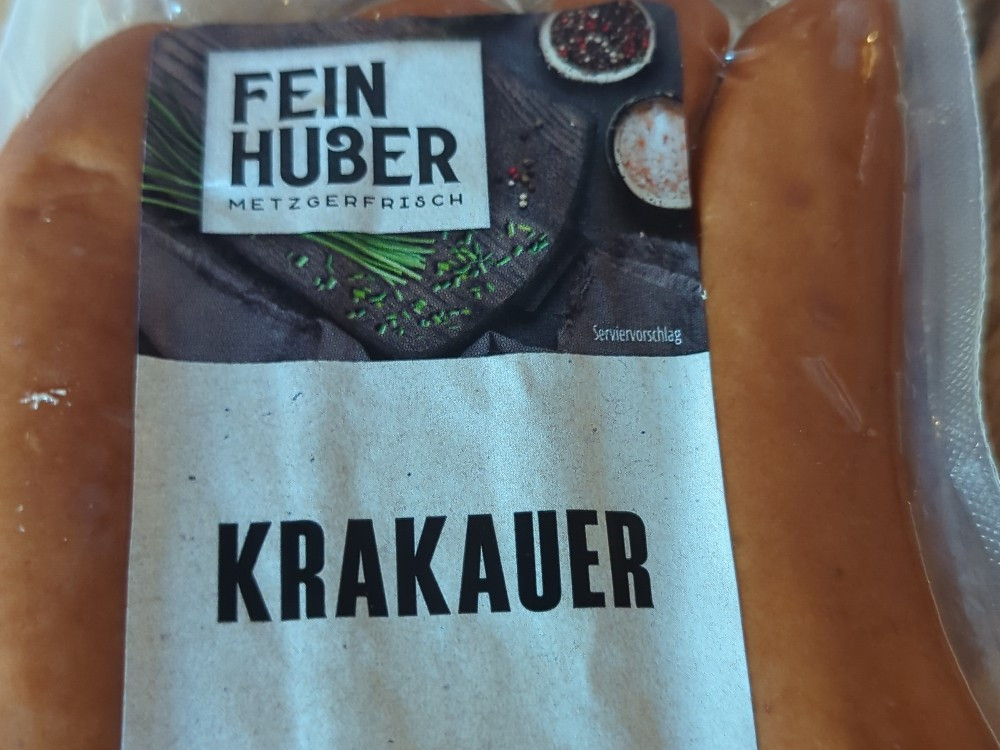 FEIN
HUBER
METZGERFRISCH
Serviervorschlag
KRAKAUER